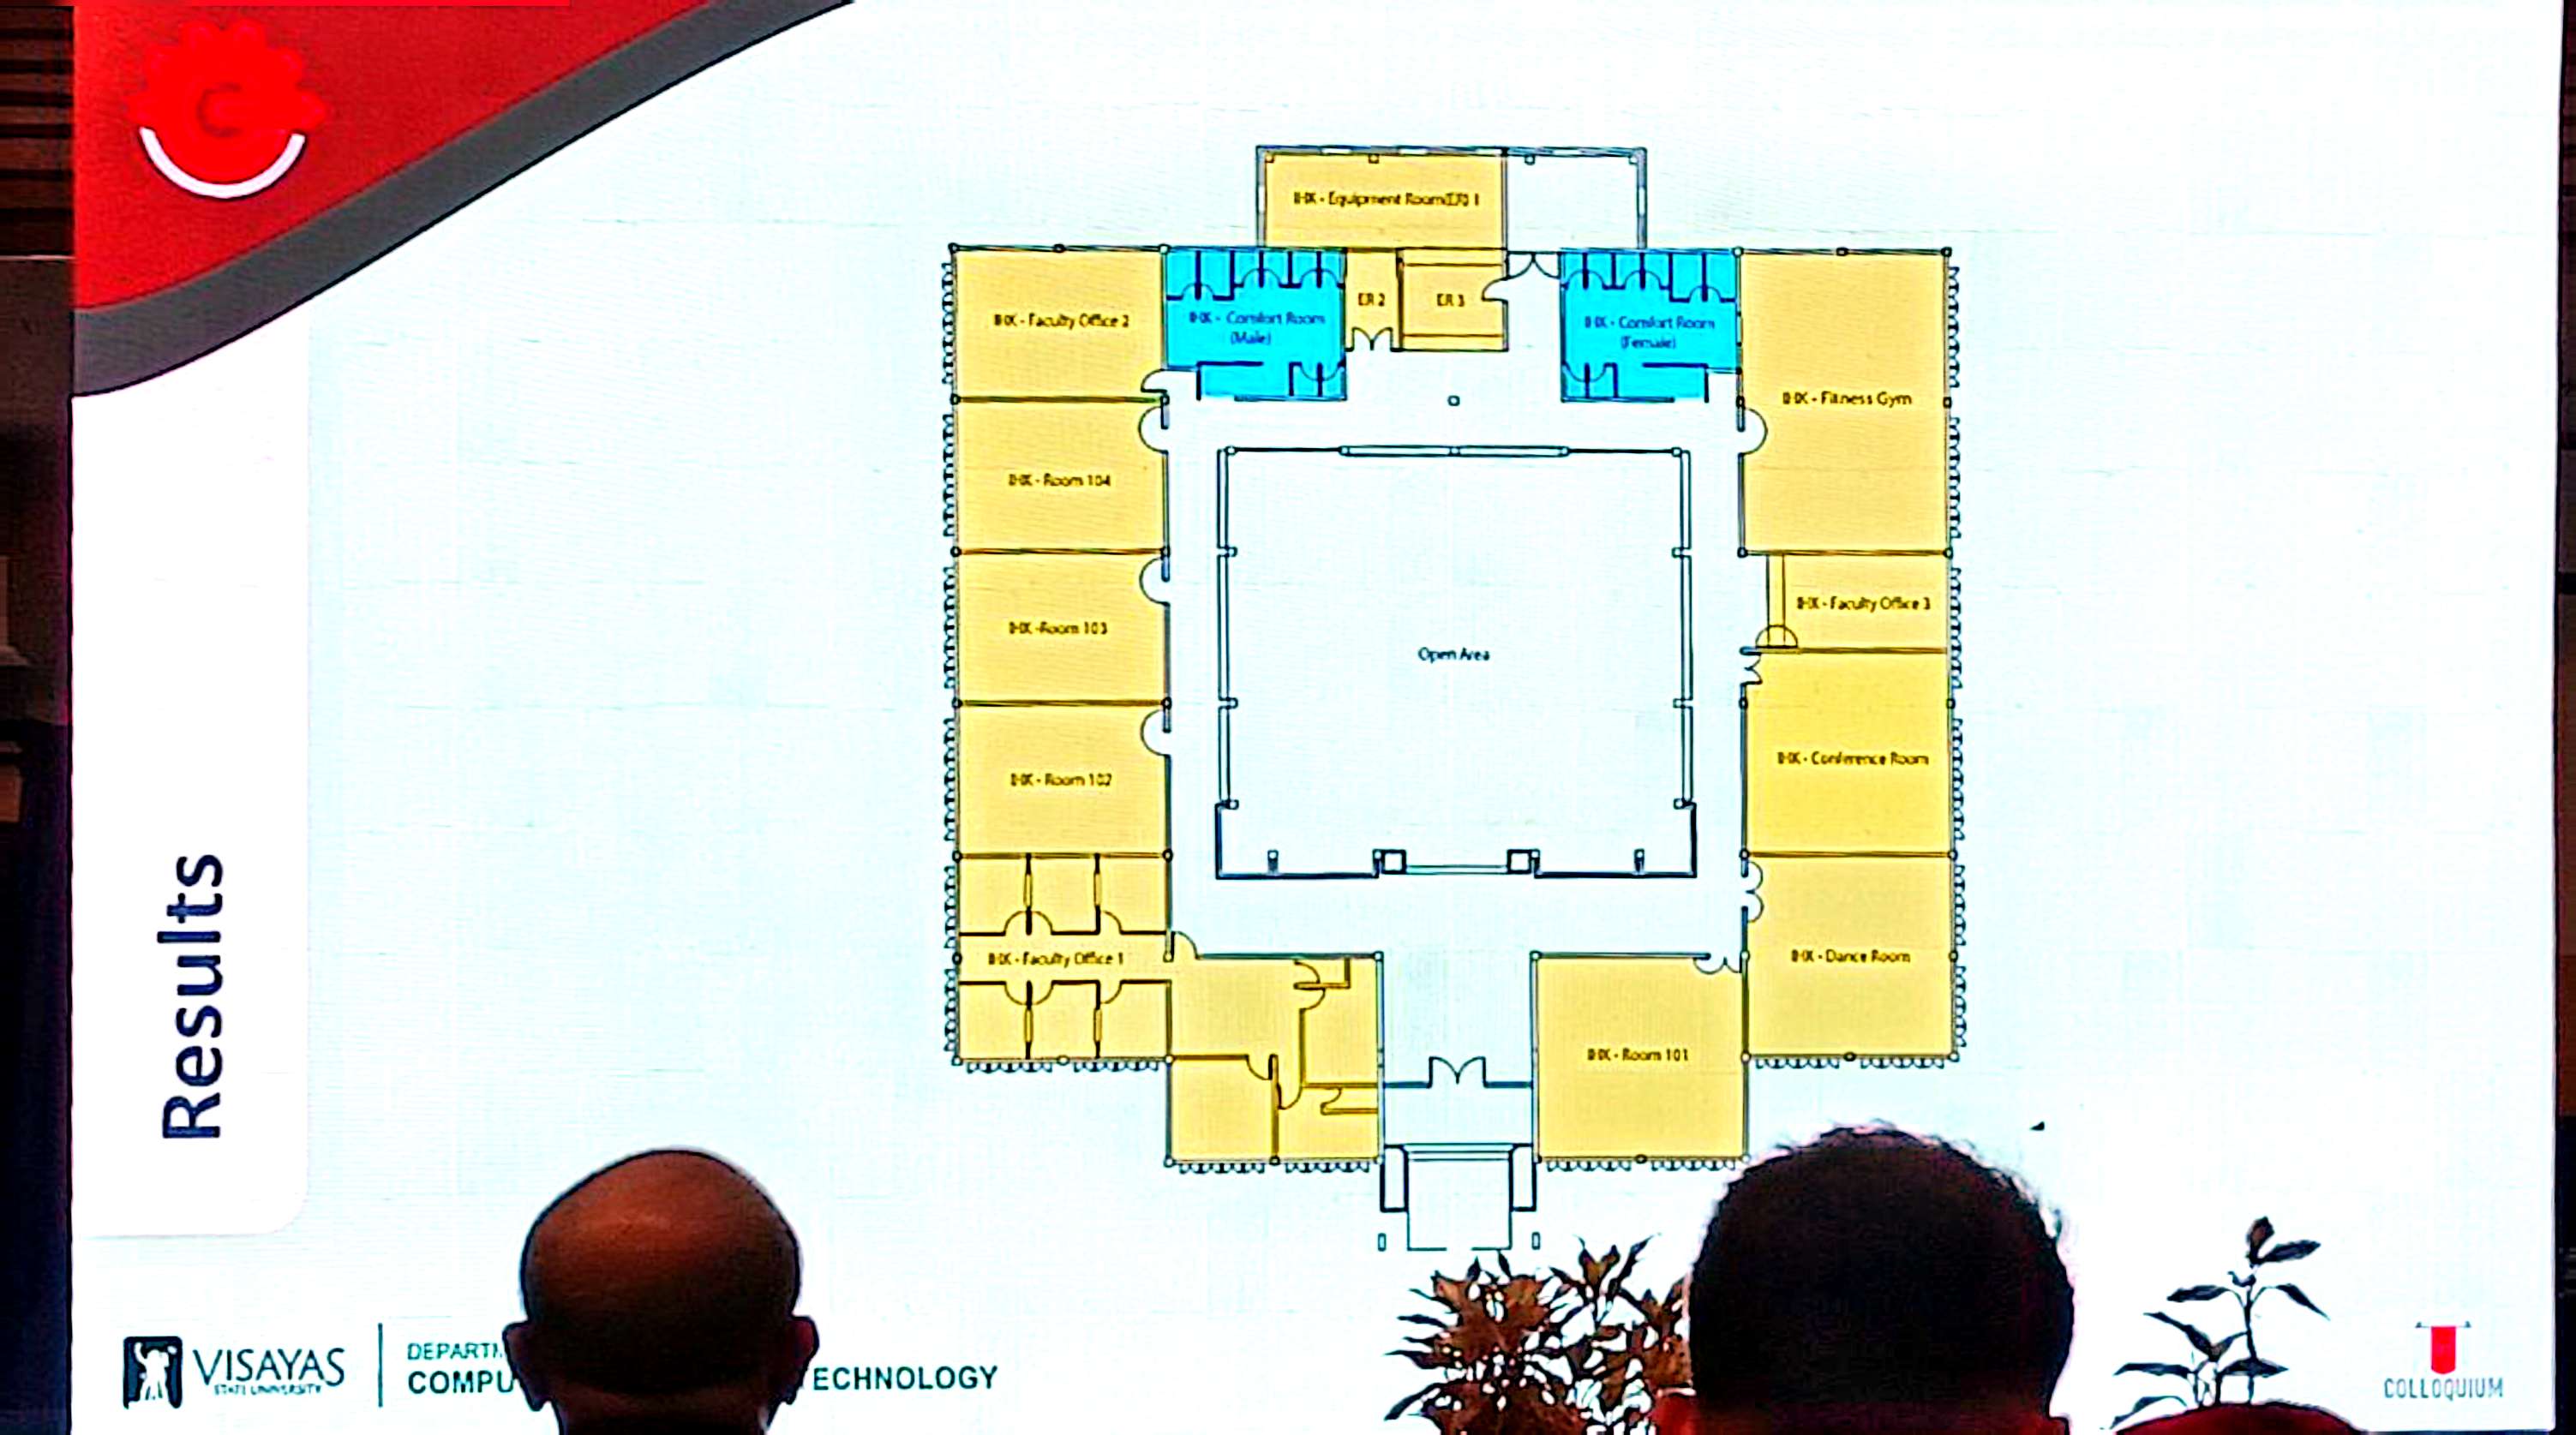 Results
IHK - Equipment Room(ER) 1
IHK - Faculty Office 2
IHK - Comfort Room
(Male)
ER 2
ER 3
IHK - Comfort Room
(Female)
IHK - Fitness Gym
IHK - Room 104
IHK -Room 103
IHK - Faculty Office 3
Open Area
IHK - Room 102
IHK - Conference Room
IHK - Faculty Office 1
IHK - Dance Room
IHK - Room 101
VISAYAS
STATE UNIVERSITY
DEPARTM
COMPU
ECHNOLOGY
COLLOQUIUM